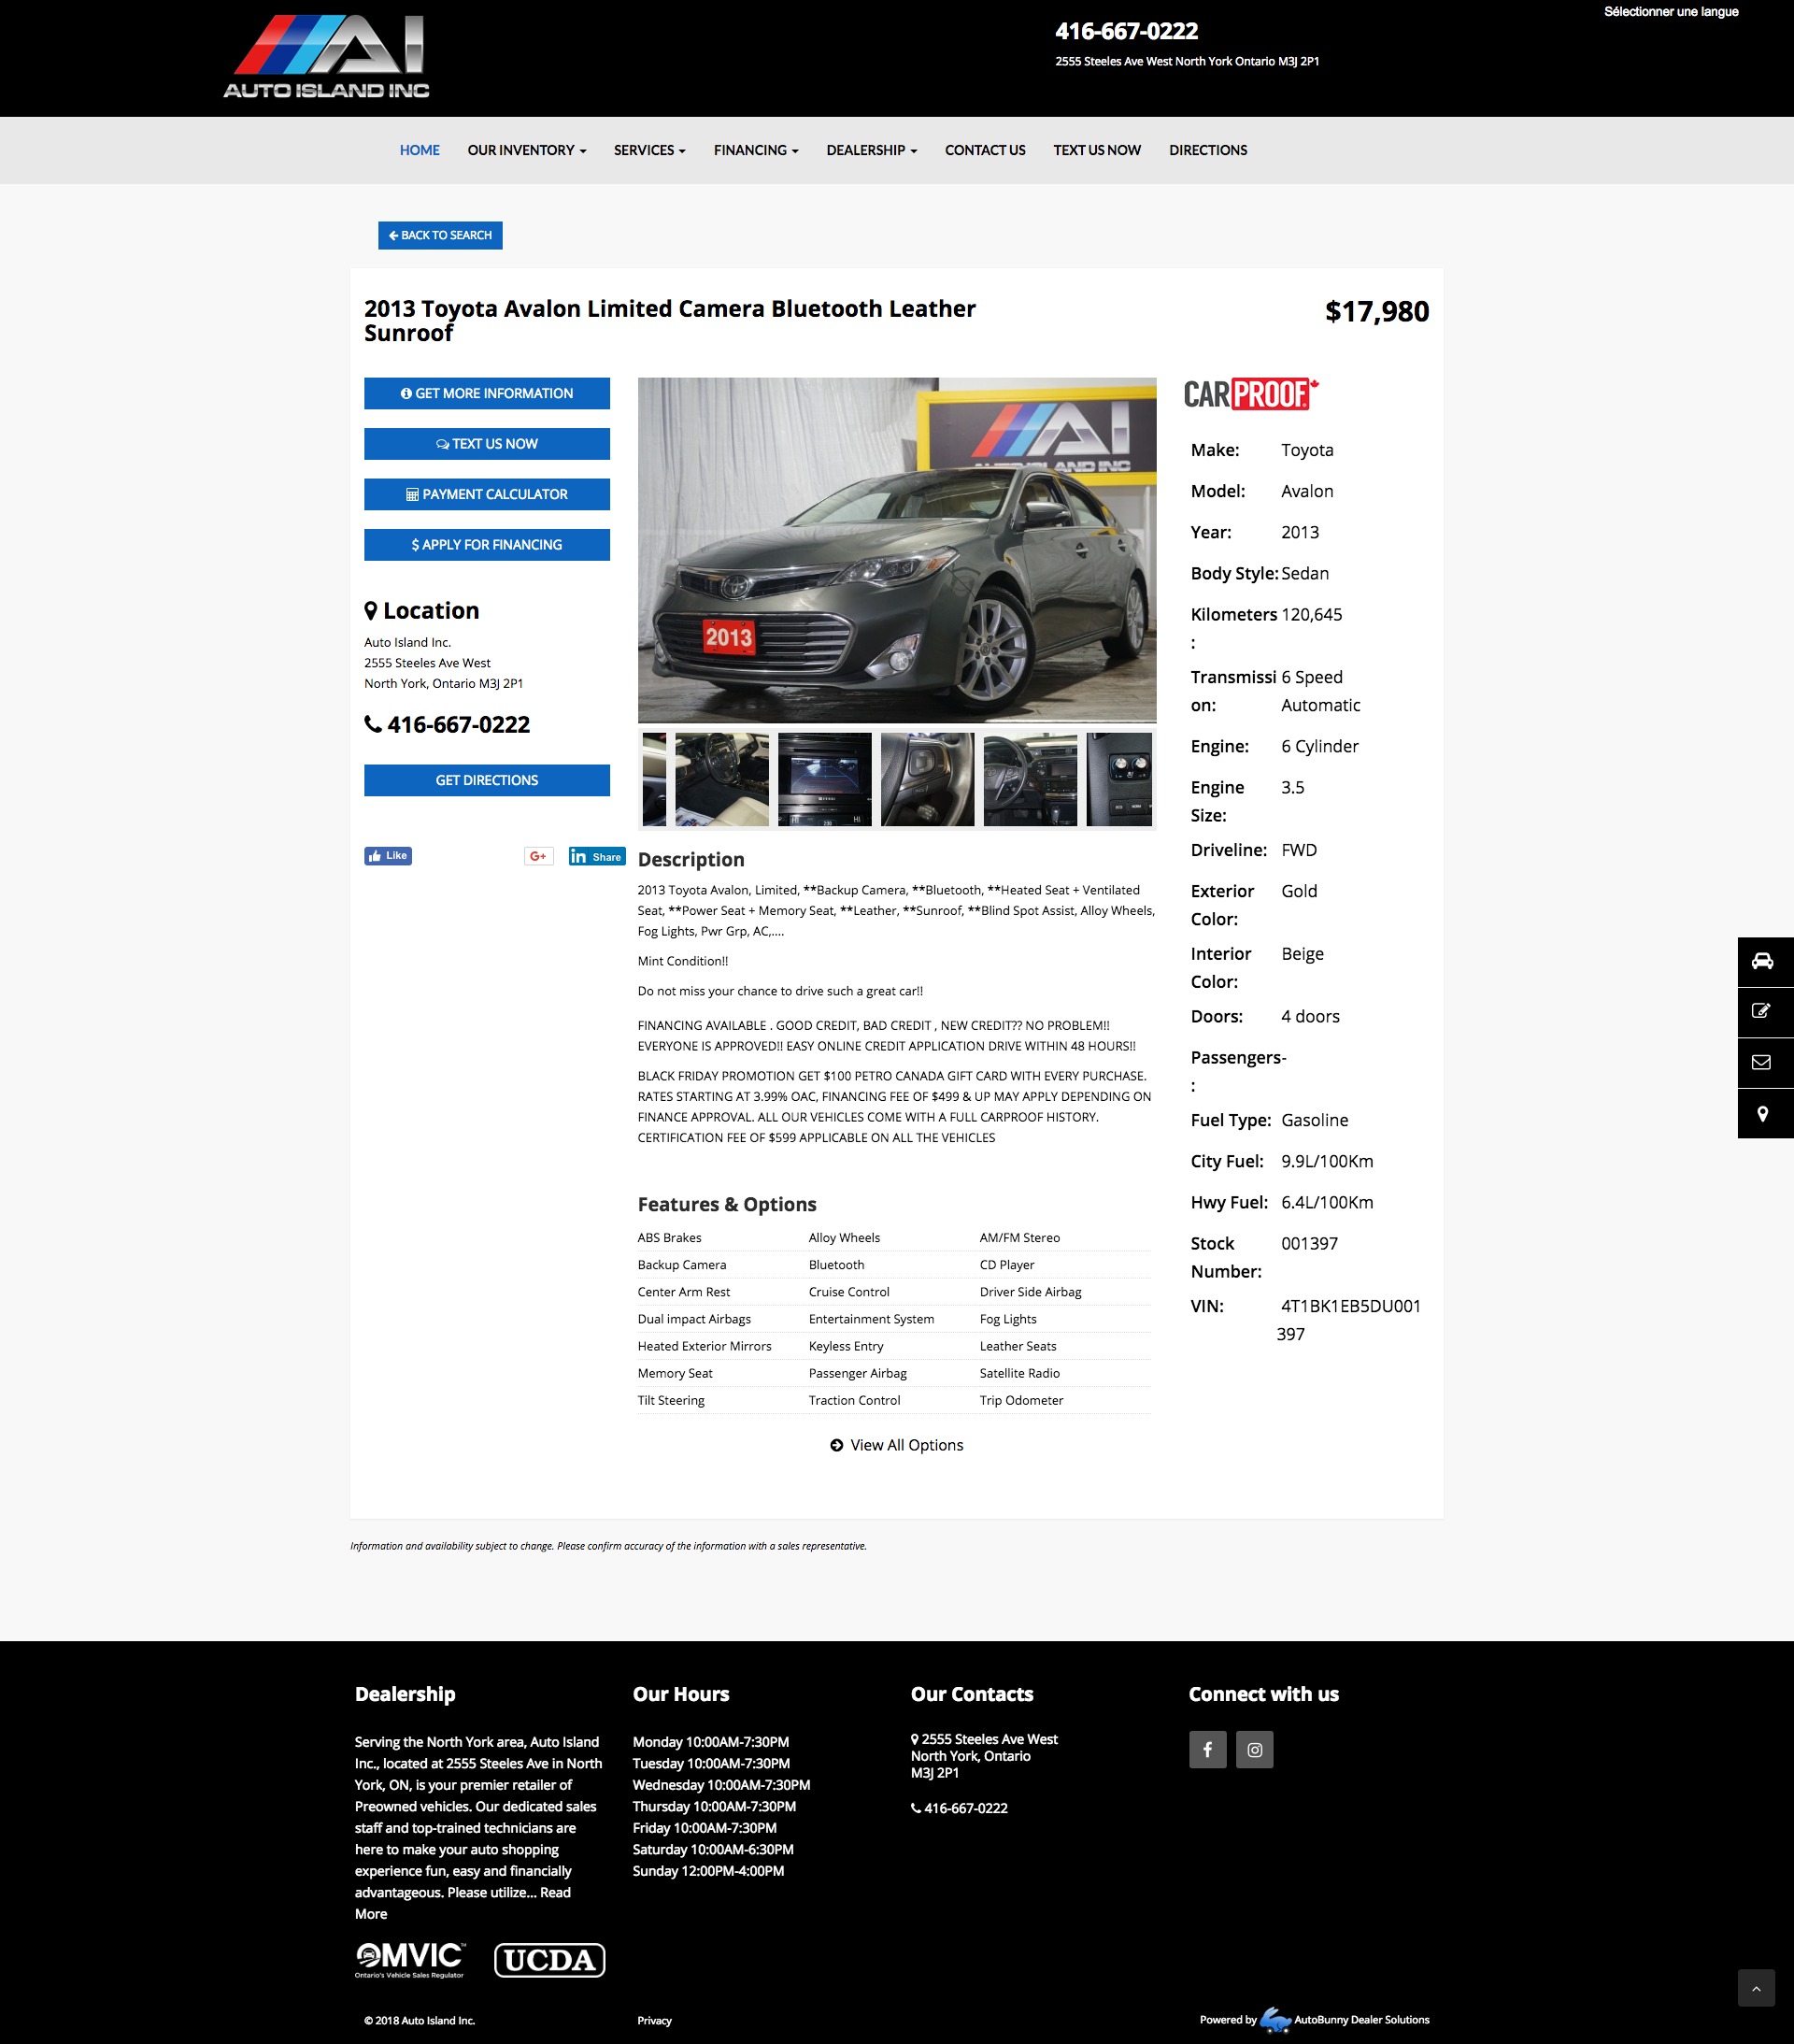 Sélectionner une langue
AI
AUTO ISLAND INC
416-667-0222
2555 Steeles Ave West North York Ontario M3J 2P1
HOME OUR INVENTORY SERVICES FINANCING DEALERSHIP CONTACT US TEXT US NOW DIRECTIONS
BACK TO SEARCH
2013 Toyota Avalon Limited Camera Bluetooth Leather
Sunroof
$17,980
GET MORE INFORMATION
TEXT US NOW
PAYMENT CALCULATOR
$ APPLY FOR FINANCING
Location
Auto Island Inc.
2555 Steeles Ave West
North York, Ontario M3J 2P1
416-667-0222
GET DIRECTIONS
Like
G+
in Share
AI
AUTO ISLAND INC
2013
Description
2013 Toyota Avalon, Limited, **Backup Camera, **Bluetooth, **Heated Seat + Ventilated
Seat, **Power Seat + Memory Seat, **Leather, **Sunroof, **Blind Spot Assist, Alloy Wheels,
Fog Lights, Pwr Grp, AC,....
Mint Condition!!
Do not miss your chance to drive such a great car!!
FINANCING AVAILABLE . GOOD CREDIT, BAD CREDIT , NEW CREDIT?? NO PROBLEM!!
EVERYONE IS APPROVED!! EASY ONLINE CREDIT APPLICATION DRIVE WITHIN 48 HOURS!!
BLACK FRIDAY PROMOTION GET $100 PETRO CANADA GIFT CARD WITH EVERY PURCHASE.
RATES STARTING AT 3.99% OAC, FINANCING FEE OF $499 & UP MAY APPLY DEPENDING ON
FINANCE APPROVAL. ALL OUR VEHICLES COME WITH A FULL CARPROOF HISTORY.
CERTIFICATION FEE OF $599 APPLICABLE ON ALL THE VEHICLES
Features & Options
ABS Brakes Alloy Wheels AM/FM Stereo
Backup Camera Bluetooth CD Player
Center Arm Rest Cruise Control Driver Side Airbag
Dual impact Airbags Entertainment System Fog Lights
Heated Exterior Mirrors Keyless Entry Leather Seats
Memory Seat Passenger Airbag Satellite Radio
Tilt Steering Traction Control Trip Odometer
View All Options
CARPROOF
Make: Toyota
Model: Avalon
Year: 2013
Body Style: Sedan
Kilometers 120,645
:
Transmissi 6 Speed
on: Automatic
Engine: 6 Cylinder
Engine 3.5
Size:
Driveline: FWD
Exterior Gold
Color:
Interior Beige
Color:
Doors: 4 doors
Passengers-
:
Fuel Type: Gasoline
City Fuel: 9.9L/100Km
Hwy Fuel: 6.4L/100Km
Stock 001397
Number:
VIN: 4T1BK1EB5DU001
397
Information and availability subject to change. Please confirm accuracy of the information with a sales representative.
Dealership
Serving the North York area, Auto Island
Inc., located at 2555 Steeles Ave in North
York, ON, is your premier retailer of
Preowned vehicles. Our dedicated sales
staff and top-trained technicians are
here to make your auto shopping
experience fun, easy and financially
advantageous. Please utilize... Read
More
OMVIC™
Ontario's Vehicle Sales Regulator
UCDA
Our Hours
Monday 10:00AM-7:30PM
Tuesday 10:00AM-7:30PM
Wednesday 10:00AM-7:30PM
Thursday 10:00AM-7:30PM
Friday 10:00AM-7:30PM
Saturday 10:00AM-6:30PM
Sunday 12:00PM-4:00PM
Our Contacts
2555 Steeles Ave West
North York, Ontario
M3J 2P1
416-667-0222
Connect with us
© 2018 Auto Island Inc.
Privacy
Powered by AutoBunny Dealer Solutions